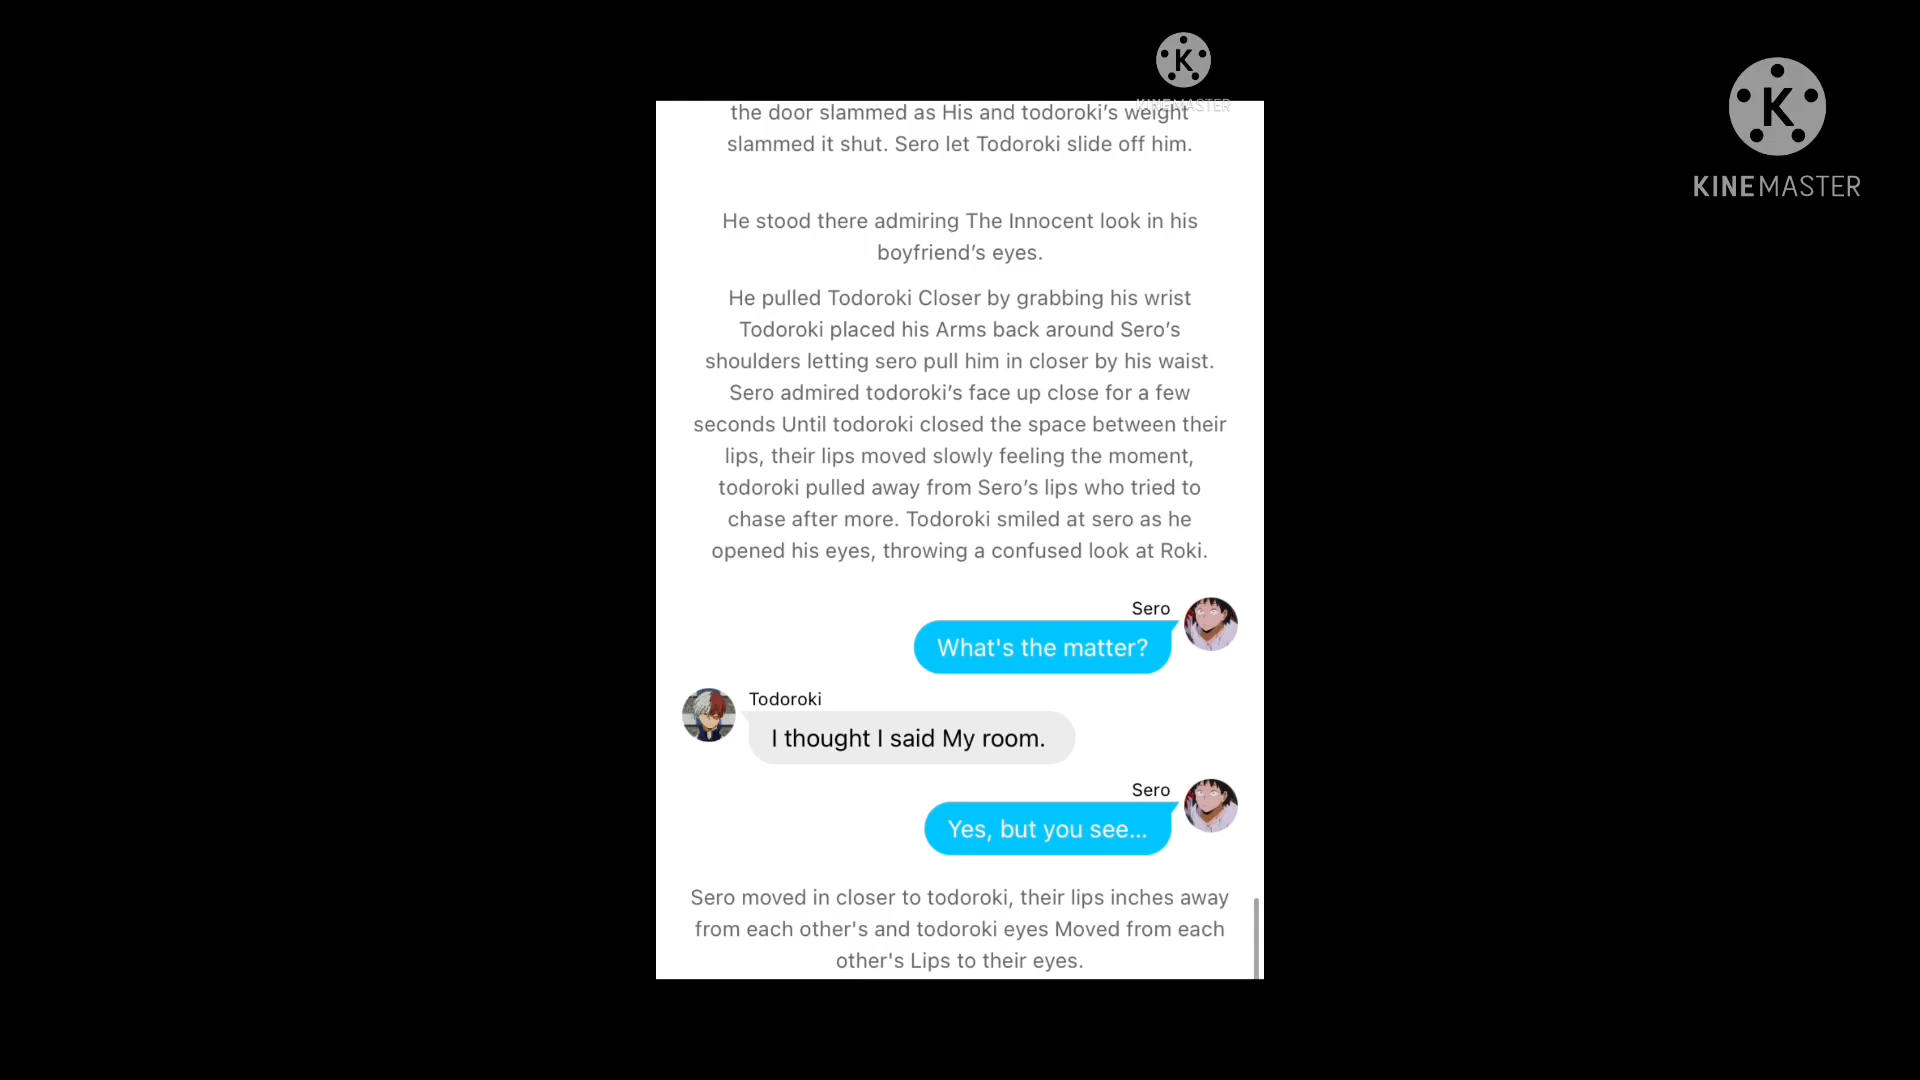 K
KINEMASTER
K
KINEMASTER
the door slammed as His and todoroki’s weight
slammed it shut. Sero let Todoroki slide off him.
He stood there admiring The Innocent look in his
boyfriend’s eyes.
He pulled Todoroki Closer by grabbing his wrist
Todoroki placed his Arms back around Sero’s
shoulders letting sero pull him in closer by his waist.
Sero admired todoroki’s face up close for a few
seconds Until todoroki closed the space between their
lips, their lips moved slowly feeling the moment,
todoroki pulled away from Sero’s lips who tried to
chase after more. Todoroki smiled at sero as he
opened his eyes, throwing a confused look at Roki.
Sero
What's the matter?
Todoroki
I thought I said My room.
Sero
Yes, but you see...
Sero moved in closer to todoroki, their lips inches away
from each other's and todoroki eyes Moved from each
other's Lips to their eyes.